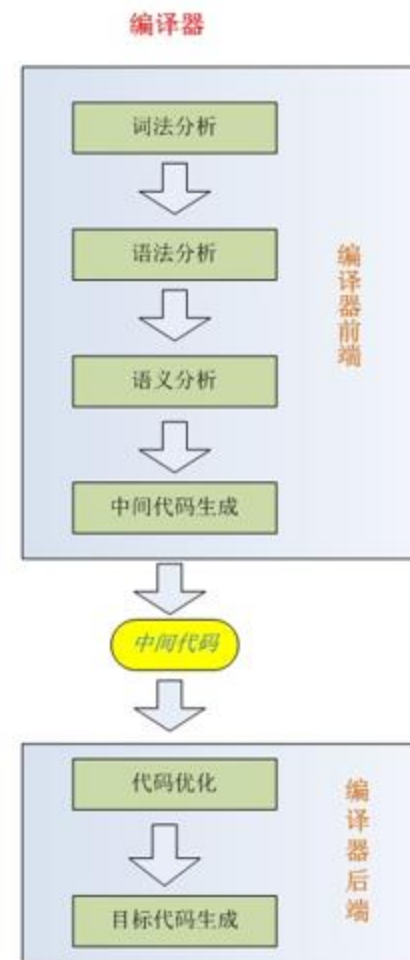 编译器
词法分析
语法分析
语义分析
中间代码生成
编译器前端
中间代码
代码优化
目标代码生成
编译器后端